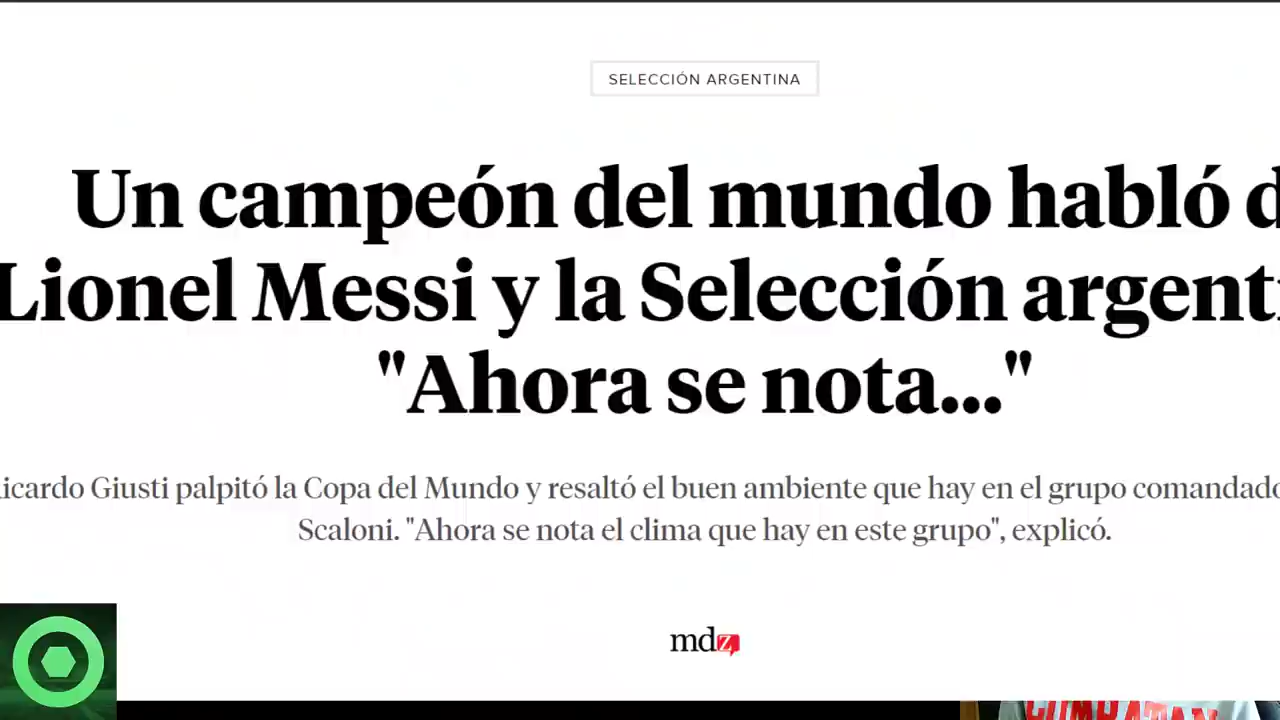 SELECCIÓN ARGENTINA
Un campeón del mundo habló d
Lionel Messi y la Selección argenti
"Ahora se nota..."
icardo Giusti palpitó la Copa del Mundo y resaltó el buen ambiente que hay en el grupo comandado
Scaloni. "Ahora se nota el clima que hay en este grupo", explicó.
mdz